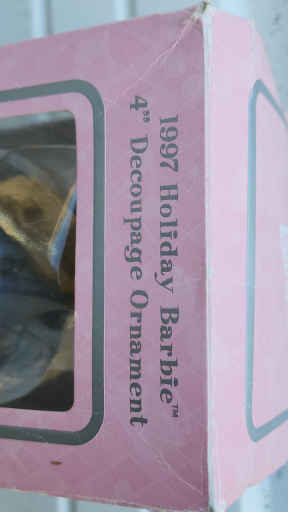 1997 Holiday Barbie™
4" Decoupage Ornament